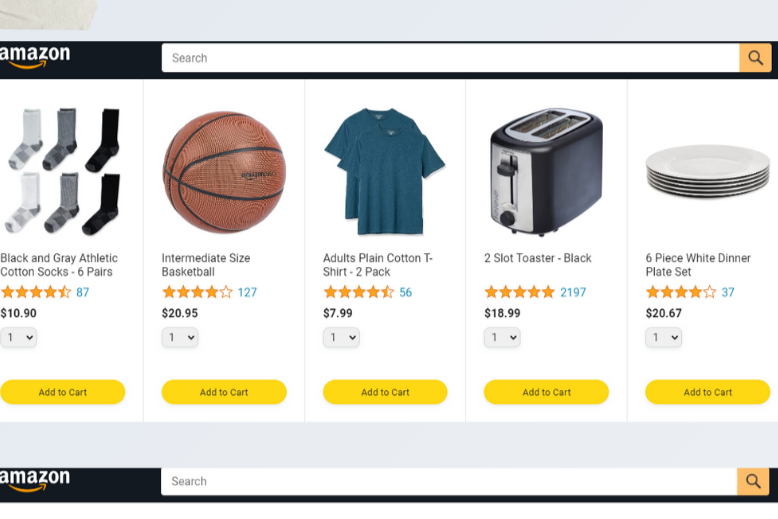 amazon
Search
Black and Gray Athletic
Cotton Socks - 6 Pairs
87
$10.90
1
Add to Cart
Intermediate Size
Basketball
127
$20.95
1
Add to Cart
Adults Plain Cotton T-
Shirt - 2 Pack
56
$7.99
1
Add to Cart
2 Slot Toaster - Black
2197
$18.99
1
Add to Cart
6 Piece White Dinner
Plate Set
37
$20.67
1
Add to Cart
amazon
Search